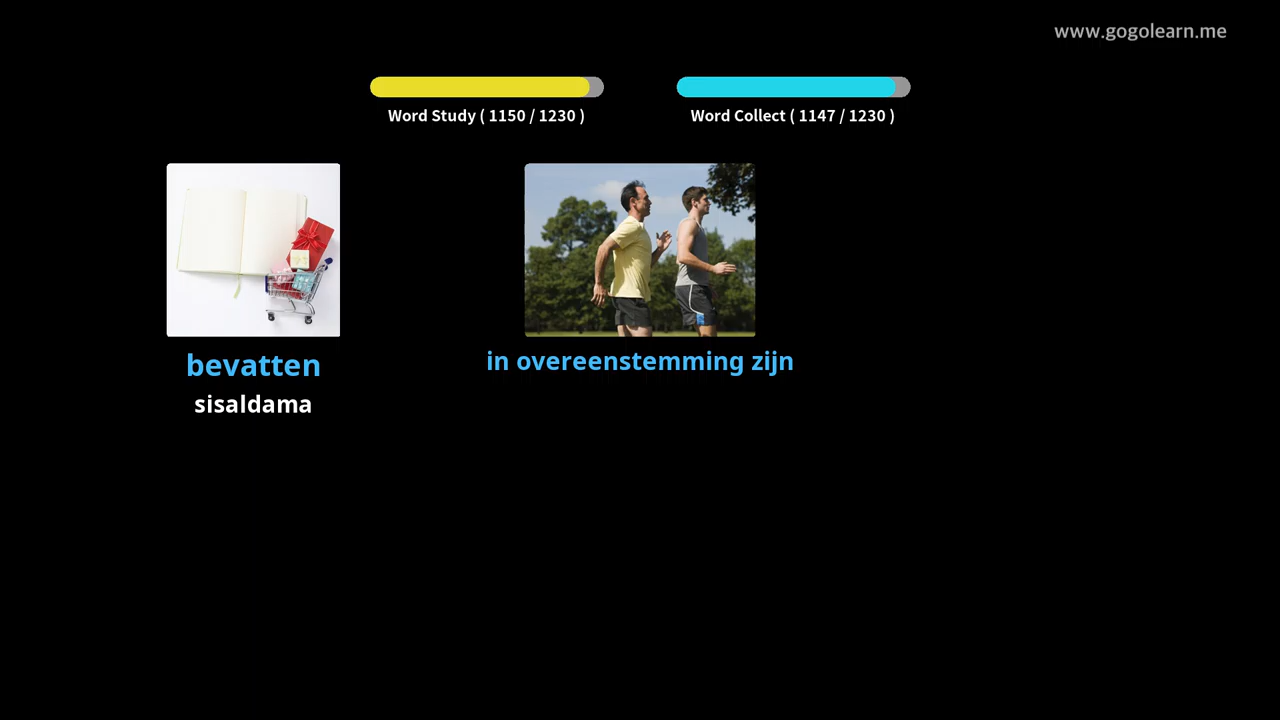 www.gogolearn.me
Word Study ( 1150 / 1230 )
Word Collect ( 1147 / 1230 )
bevatten
sisaldama
in overeenstemming zijn